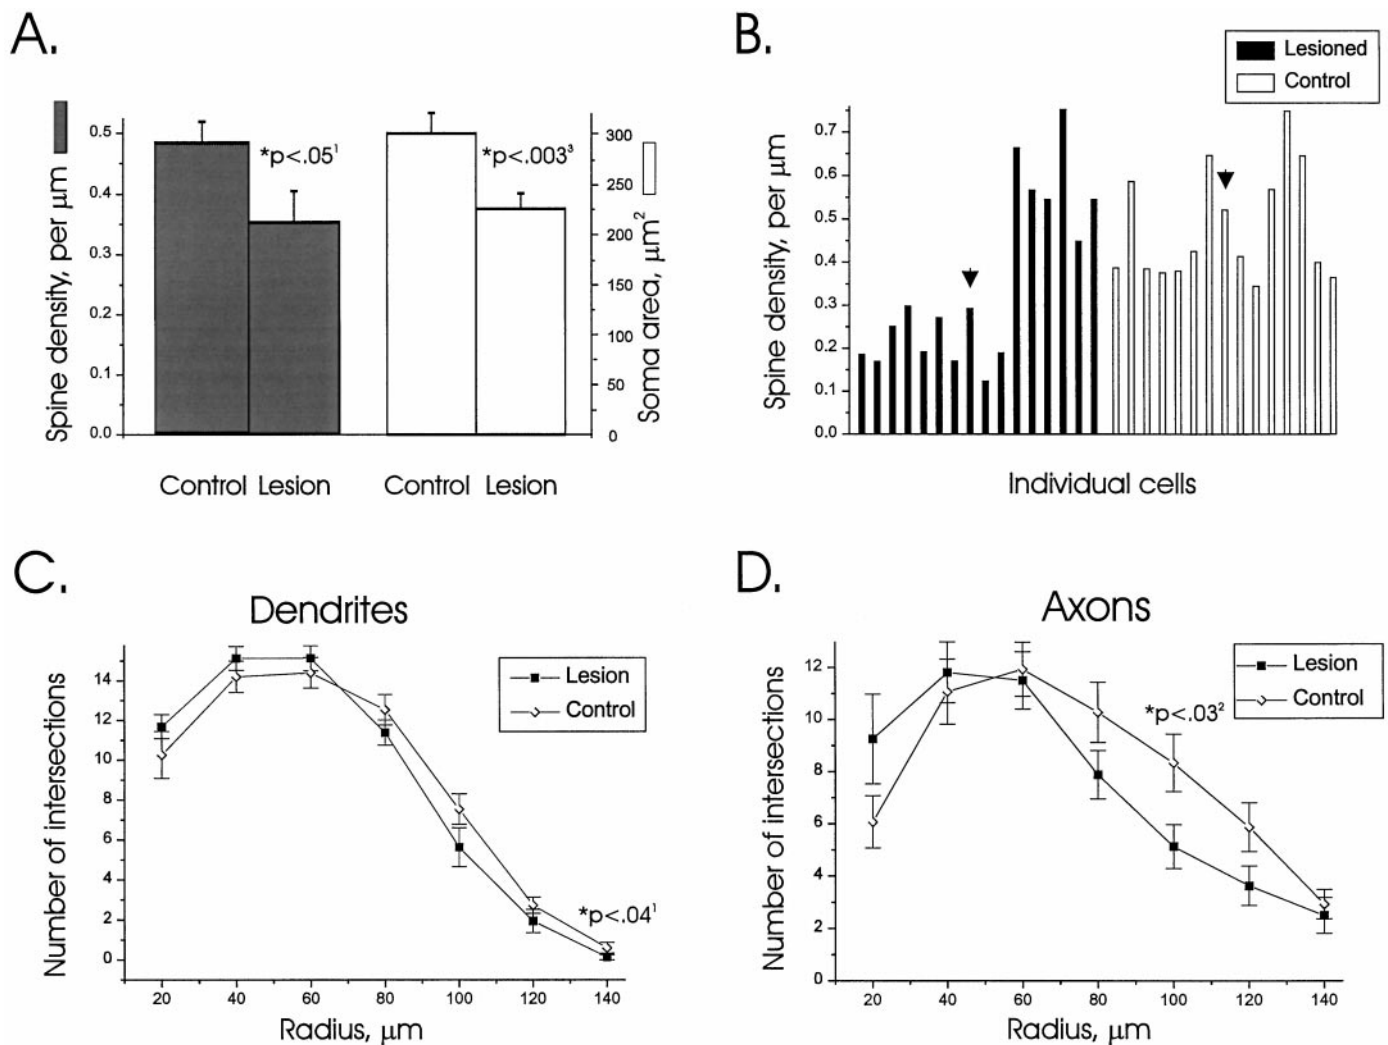 A.
Spine density, per μm
0.5
0.4
0.3
0.2
0.1
0.0
*p<.05¹
*p<.003³
300
250
200
150
100
50
0
Soma area, μm²
Control Lesion
Control Lesion
B.
Lesioned
Control
Spine density, per μm
0.7
0.6
0.5
0.4
0.3
0.2
0.1
0.0
Individual cells
C.
Dendrites
Number of intersections
14
12
10
8
6
4
2
0
Lesion
Control
*p<.04¹
20 40 60 80 100 120 140
Radius, μm
D.
Axons
Number of intersections
12
10
8
6
4
2
0
Lesion
Control
*p<.03²
20 40 60 80 100 120 140
Radius, μm